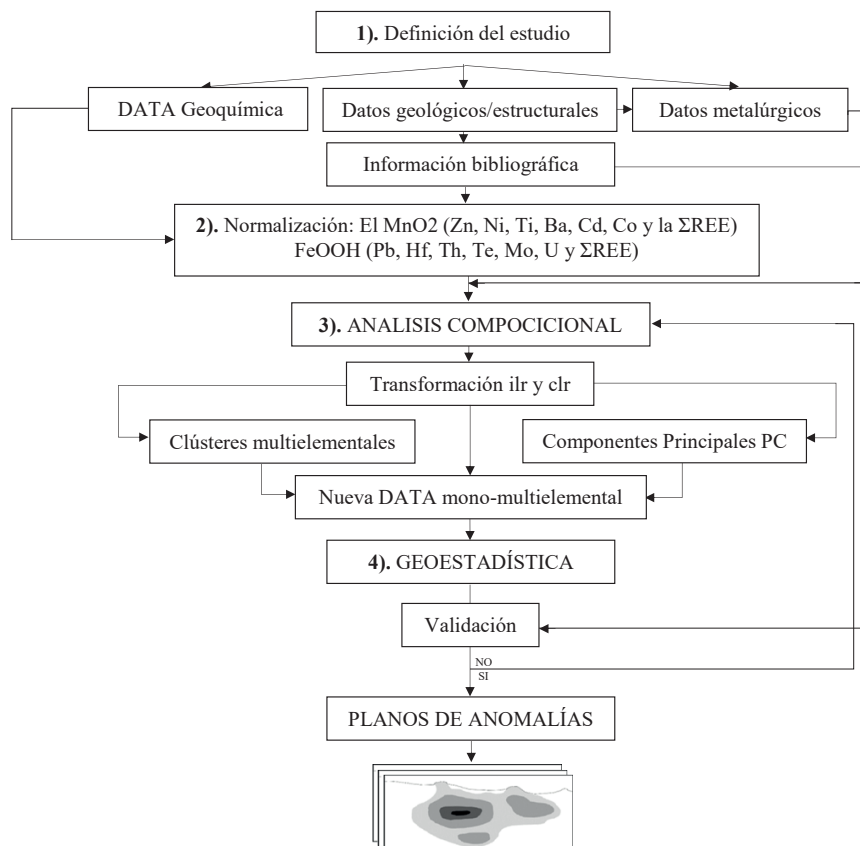 1). Definición del estudio
DATA Geoquímica
Datos geológicos/estructurales
Datos metalúrgicos
Información bibliográfica
2). Normalización: El MnO2 (Zn, Ni, Ti, Ba, Cd, Co y la ΣREE)
FeOOH (Pb, Hf, Th, Te, Mo, U y ΣREE)
3). ANALISIS COMPOCICIONAL
Transformación ilr y clr
Clústeres multielementales
Componentes Principales PC
Nueva DATA mono-multielemental
4). GEOESTADÍSTICA
Validación
NO
SI
PLANOS DE ANOMALÍAS